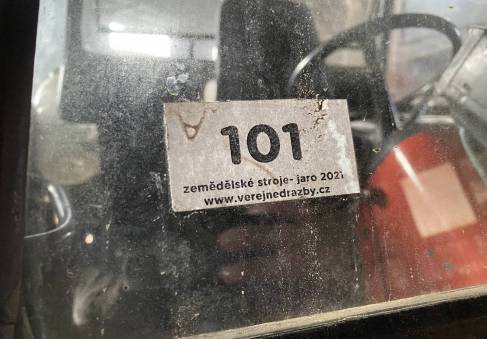 101
zemědělské stroje- jaro 2021
www.verejnedrazby.cz